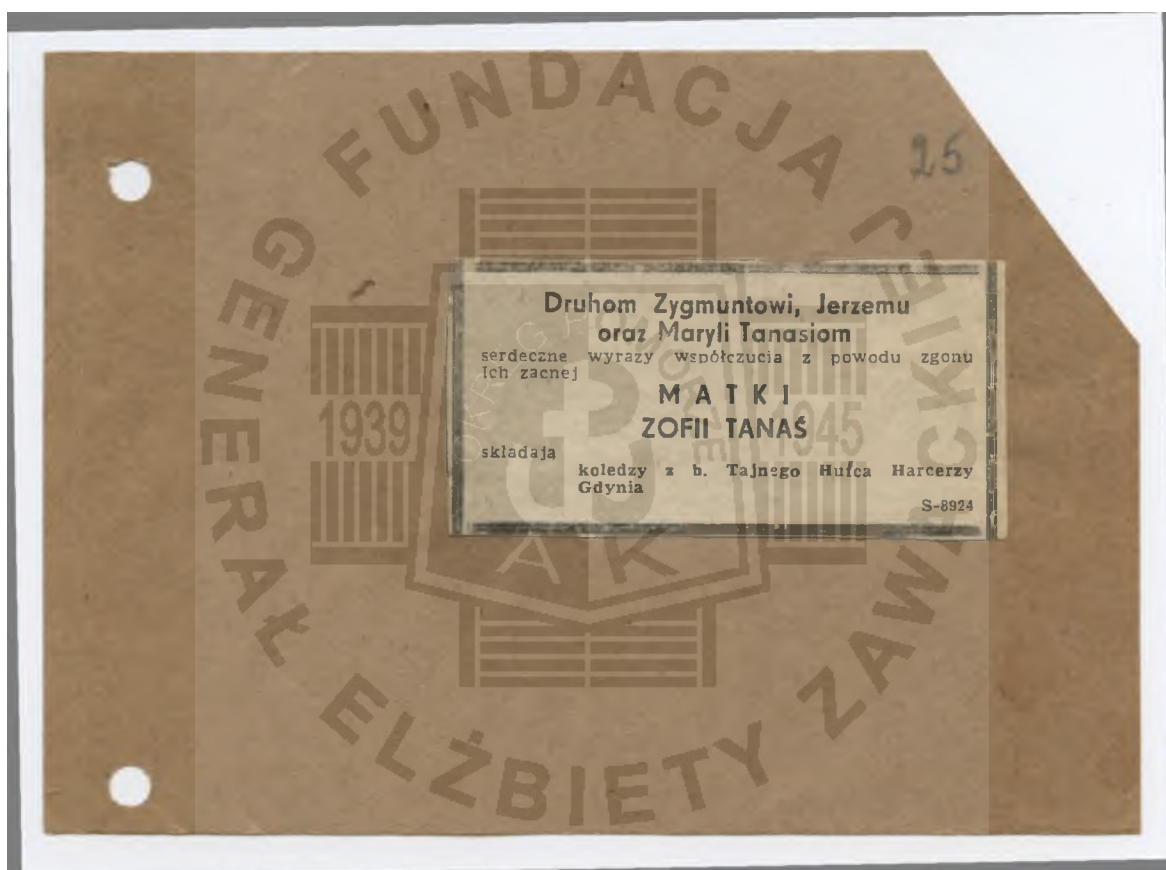 25
Druhom Zygmuntowi, Jerzemu
oraz Maryli Tanasiom
serdeczne wyrazy współczucia z powodu zgonu
Ich zacnej
MATKI
ZOFII TANAŚ
składają
koledzy z b. Tajnego Hufca Harcerzy
Gdynia
S-8924
FUNDACJA GENERAŁ ELŻBIETY ZAWACKIEJ
1939
1945
AK